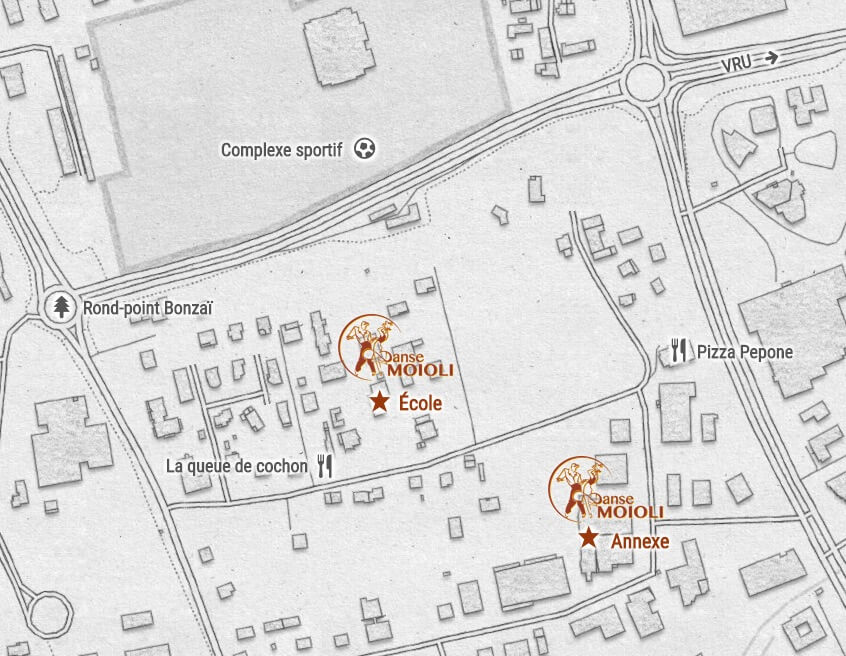 VRU
Complexe sportif
Rond-point Bonzaï
Danse
MOIOLI
École
Pizza Pepone
La queue de cochon
Danse
MOIOLI
Annexe